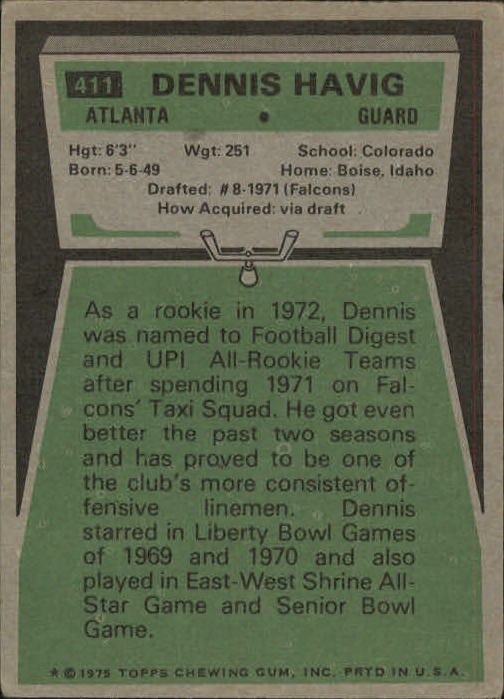 411 DENNIS HAVIG
ATLANTA • GUARD
Hgt: 6'3" Wgt: 251 School: Colorado
Born: 5-6-49 Home: Boise, Idaho
Drafted: #8-1971 (Falcons)
How Acquired: via draft
As a rookie in 1972, Dennis
was named to Football Digest
and UPI All-Rookie Teams
after spending 1971 on Fal-
cons' Taxi Squad. He got even
better the past two seasons
and has proved to be one of
the club's more consistent of-
fensive linemen. Dennis
starred in Liberty Bowl Games
of 1969 and 1970 and also
played in East-West Shrine All-
Star Game and Senior Bowl
Game.
★ © 1975 TOPPS CHEWING GUM, INC. PRTD IN U.S.A.